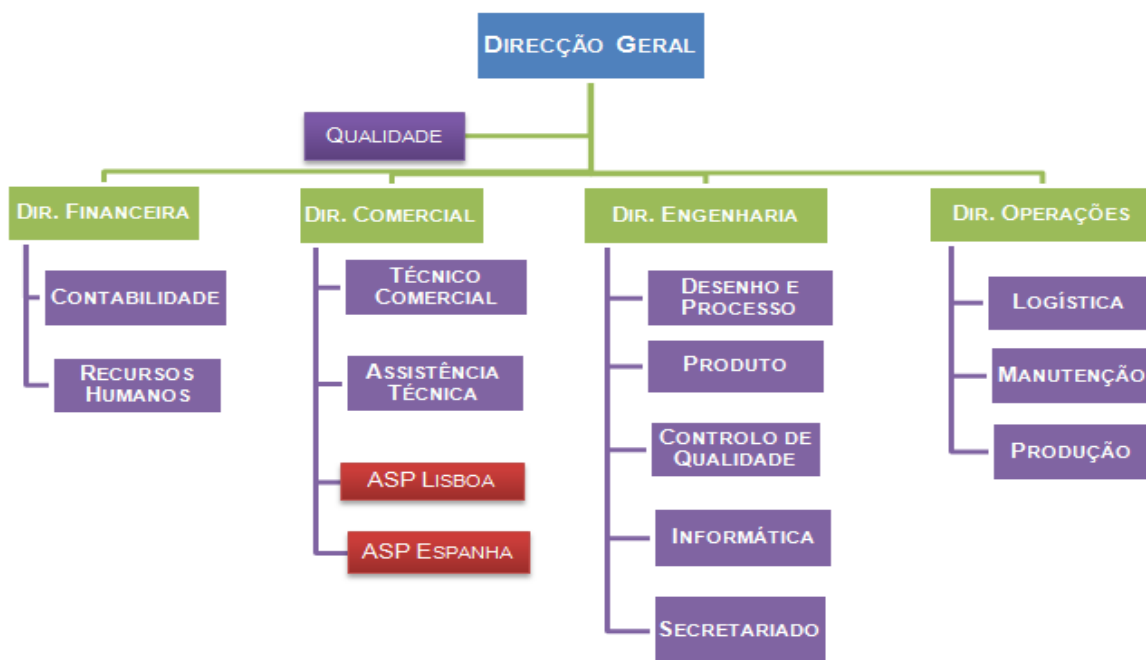 DIRECÇÃO GERAL
QUALIDADE
DIR. FINANCEIRA
CONTABILIDADE
RECURSOS
HUMANOS
DIR. COMERCIAL
TÉCNICO
COMERCIAL
ASSISTÊNCIA
TÉCNICA
ASP LISBOA
ASP ESPANHA
DIR. ENGENHARIA
DESENHO E
PROCESSO
PRODUTO
CONTROLO DE
QUALIDADE
INFORMÁTICA
SECRETARIADO
DIR. OPERAÇÕES
LOGÍSTICA
MANUTENÇÃO
PRODUÇÃO